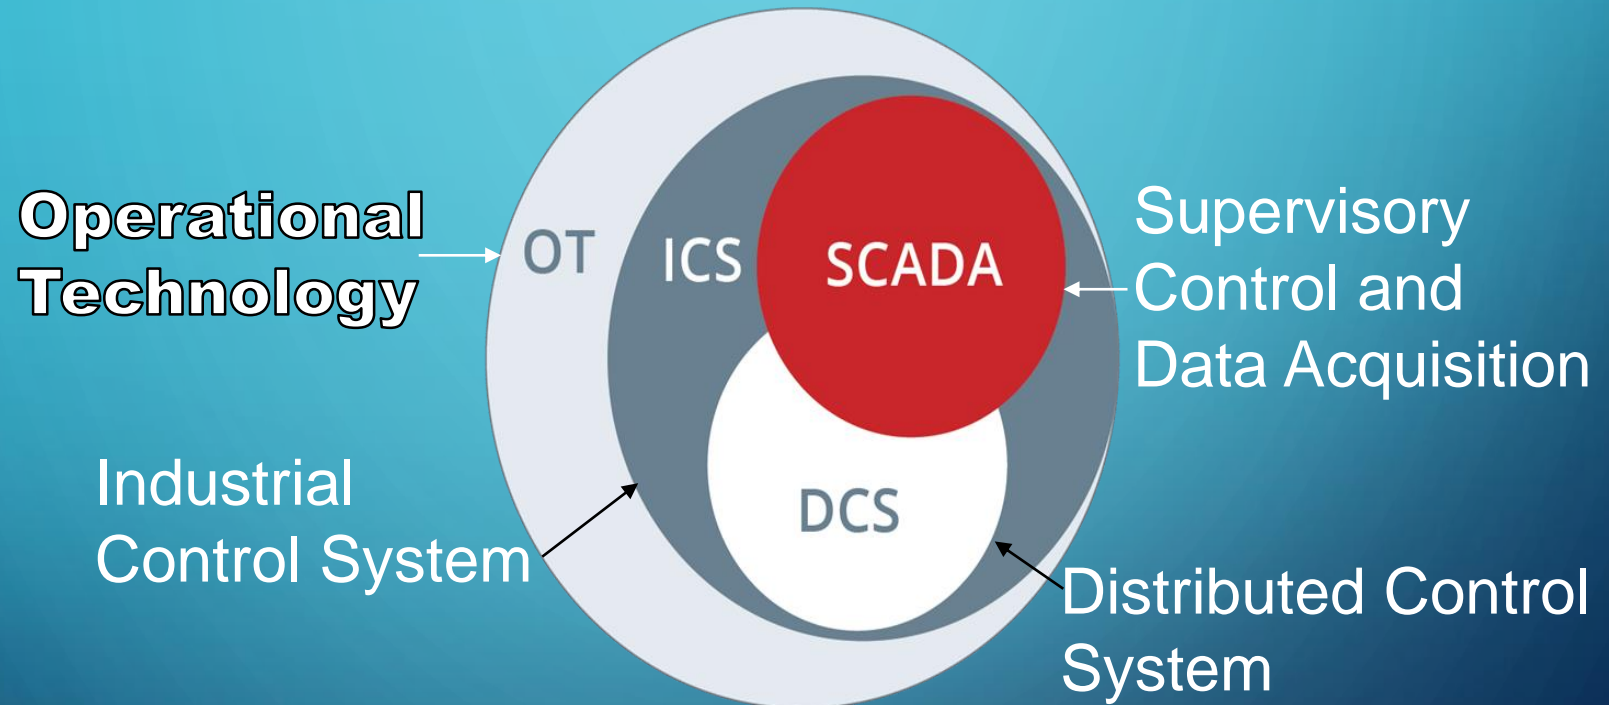 Operational
Technology
OT
ICS
SCADA
Supervisory
Control and
Data Acquisition
Industrial
Control System
DCS
Distributed Control
System